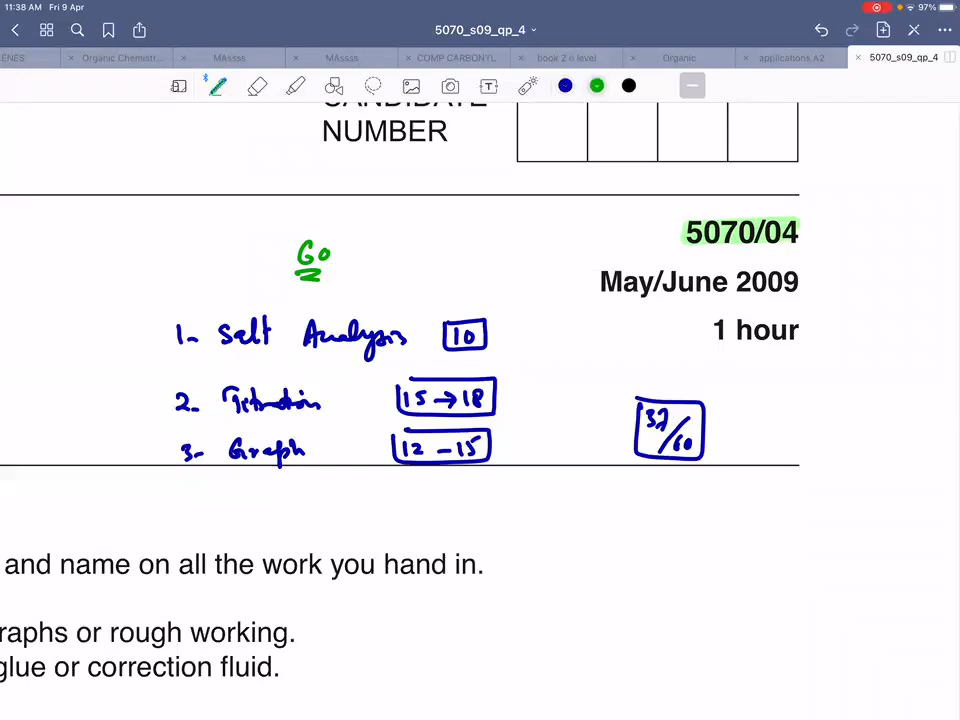 11:38 AM Fri 9 Apr
97%
5070_s09_qp_4
ENES
Organic Chemistr...
MAssss
MAssss
COMP CARBONYL
book 2 o level
Organic
applications A2
5070_s09_qp_4
CANDIDATE
NUMBER
5070/04
60
May/June 2009
1- Salt Analysis 10
1 hour
2- Titration 15→18
37/60
3- Graph 12-15
and name on all the work you hand in.
raphs or rough working.
glue or correction fluid.